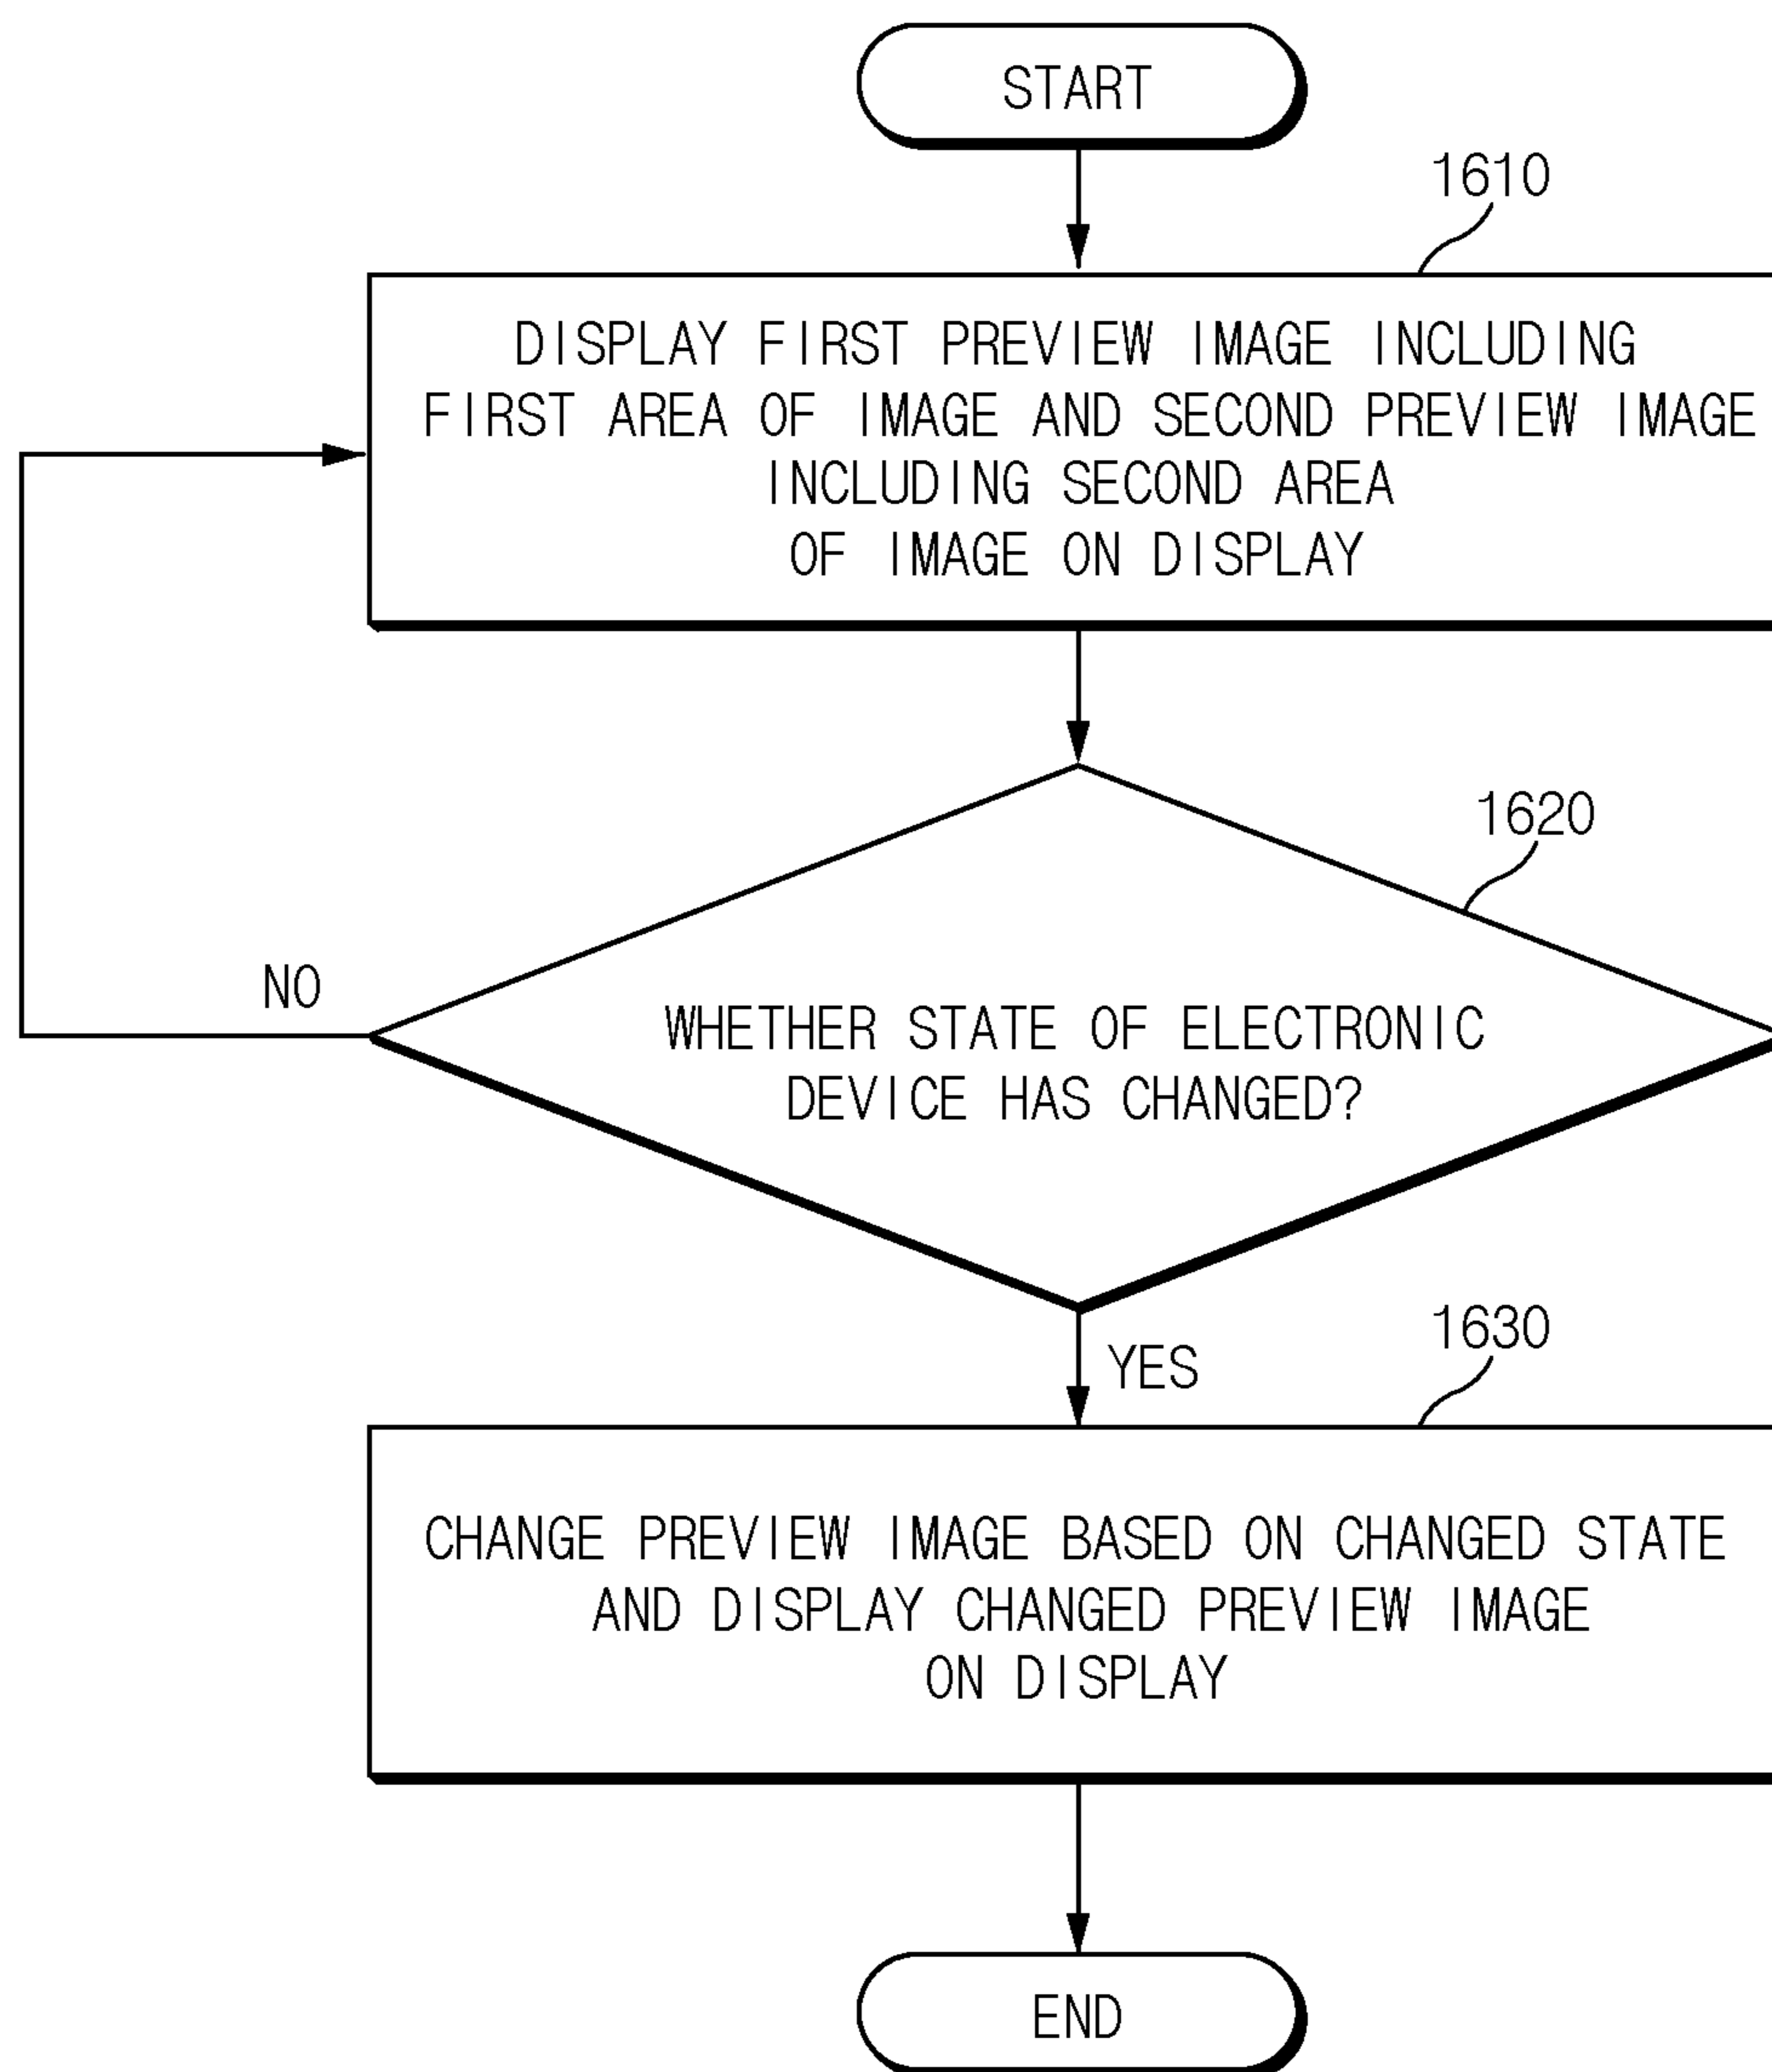 START
1610
DISPLAY FIRST PREVIEW IMAGE INCLUDING
FIRST AREA OF IMAGE AND SECOND PREVIEW IMAGE
INCLUDING SECOND AREA
OF IMAGE ON DISPLAY
1620
NO
WHETHER STATE OF ELECTRONIC
DEVICE HAS CHANGED?
YES
1630
CHANGE PREVIEW IMAGE BASED ON CHANGED STATE
AND DISPLAY CHANGED PREVIEW IMAGE
ON DISPLAY
END